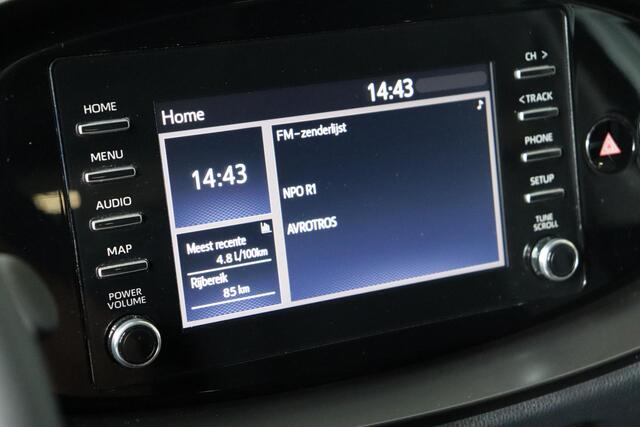 HOME
MENU
AUDIO
MAP
POWER
VOLUME
14:43
Home
14:43
Meest recente
4.8 l/100km
Rijbereik
85 km
FM-zenderlijst
NPO R1
AVROTROS
CH >
<TRACK
PHONE
SETUP
TUNE
SCROLL